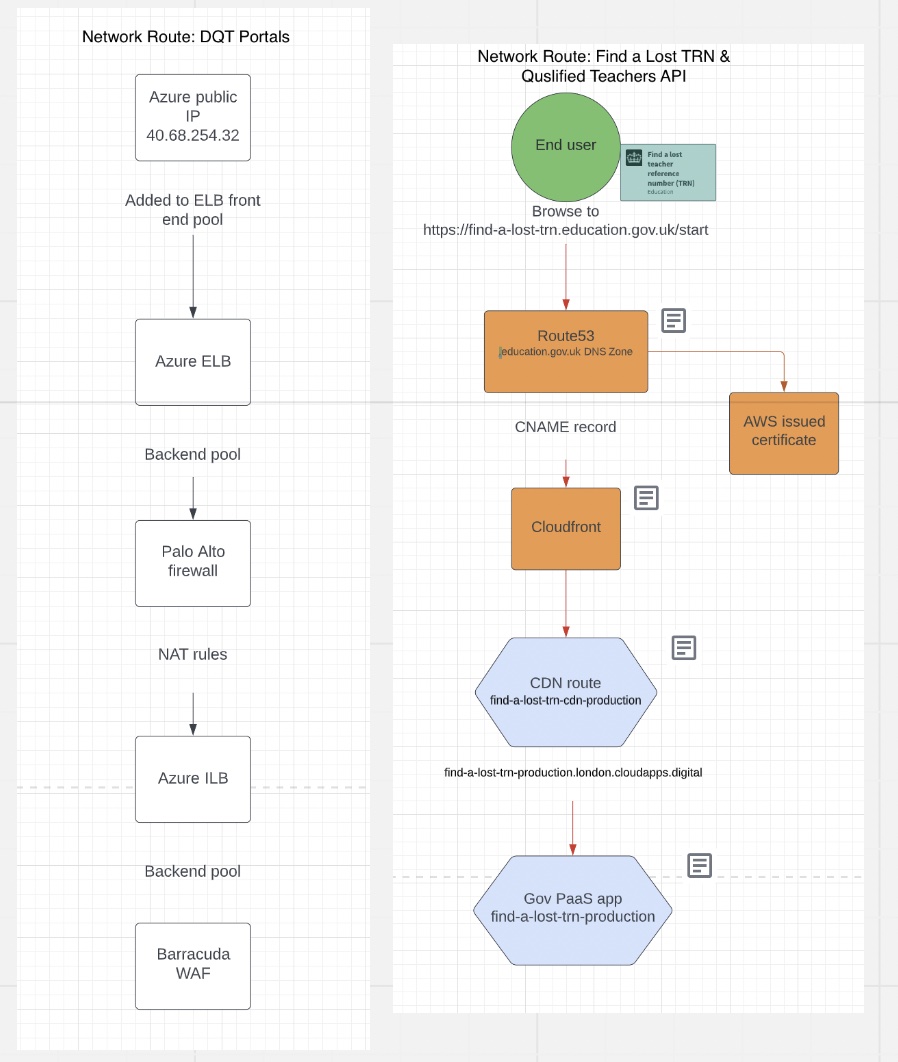 Network Route: DQT Portals
Azure public
IP
40.68.254.32
Added to ELB front
end pool
Azure ELB
Backend pool
Palo Alto
firewall
NAT rules
Azure ILB
Backend pool
Barracuda
WAF
Network Route: Find a Lost TRN &
Quslified Teachers API
End user
Find a lost
teacher
reference
number (TRN)
Education
Browse to
https://find-a-lost-trn.education.gov.uk/start
Route53
education.gov.uk DNS Zone
AWS issued
certificate
CNAME record
Cloudfront
CDN route
find-a-lost-trn-cdn-production
find-a-lost-trn-production.london.cloudapps.digital
Gov PaaS app
find-a-lost-trn-production